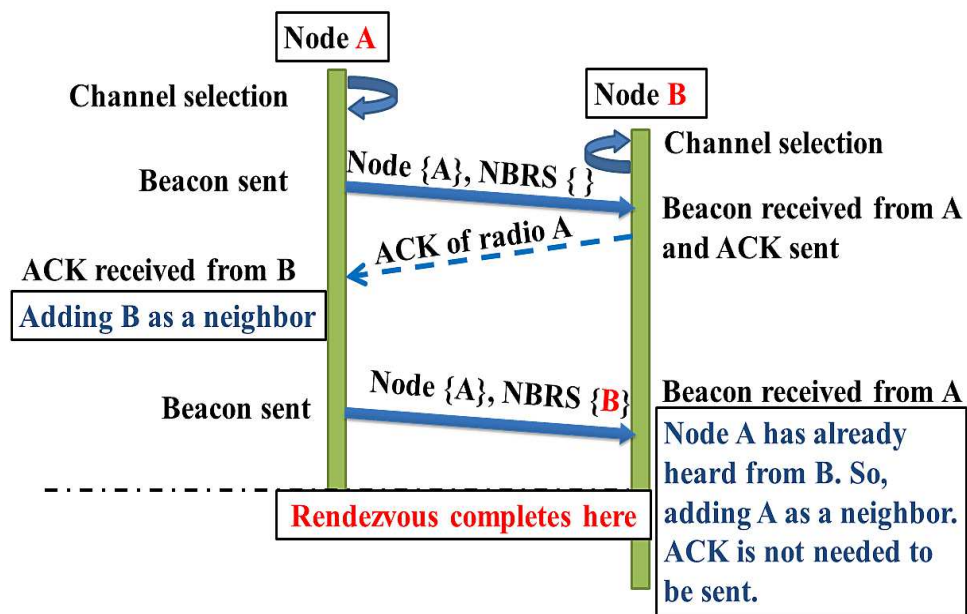 Node A
Channel selection
Node B
Channel selection
Node {A}, NBRS { }
Beacon sent
Beacon received from A
and ACK sent
ACK of radio A
ACK received from B
Adding B as a neighbor
Node {A}, NBRS {B}
Beacon sent
Beacon received from A
Node A has already
heard from B. So,
adding A as a neighbor.
ACK is not needed to
be sent.
Rendezvous completes here